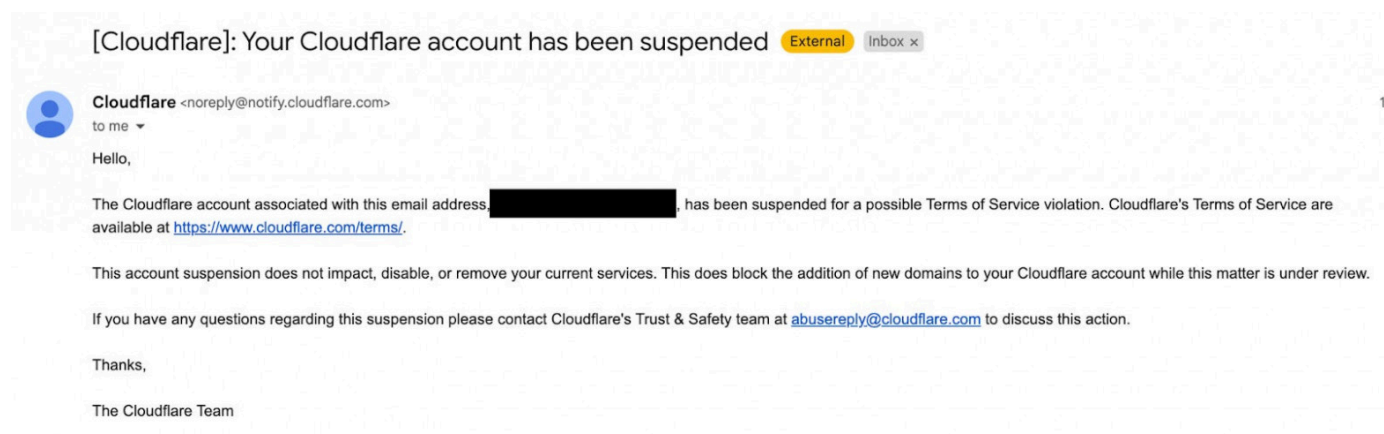 [Cloudflare]: Your Cloudflare account has been suspended External Inbox x
Cloudflare <noreply@notify.cloudflare.com>
1
to me
Hello,
The Cloudflare account associated with this email address, , has been suspended for a possible Terms of Service violation. Cloudflare's Terms of Service are
available at https://www.cloudflare.com/terms/.
This account suspension does not impact, disable, or remove your current services. This does block the addition of new domains to your Cloudflare account while this matter is under review.
If you have any questions regarding this suspension please contact Cloudflare's Trust & Safety team at abusereply@cloudflare.com to discuss this action.
Thanks,
The Cloudflare Team